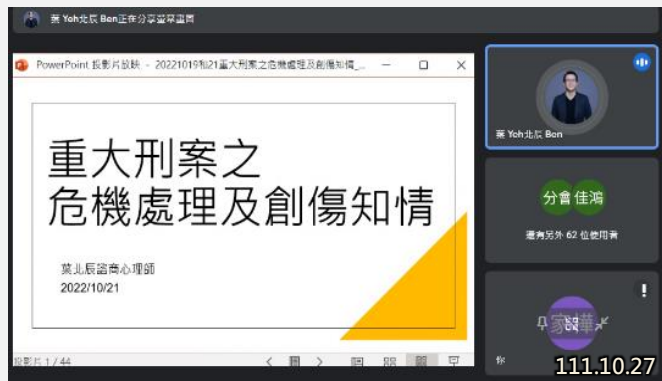 葉 Yeh北辰 Ben正在分享螢幕畫面
PowerPoint 投影片放映 - 20221019和21重大刑案之危機處理及創傷知情_...
重大刑案之
危機處理及創傷知情
葉北辰諮商心理師
2022/10/21
投影片 1 / 44
葉 Yeh北辰 Ben
分會 佳鴻
還有另外 62 位使用者
家樺
你
111.10.27